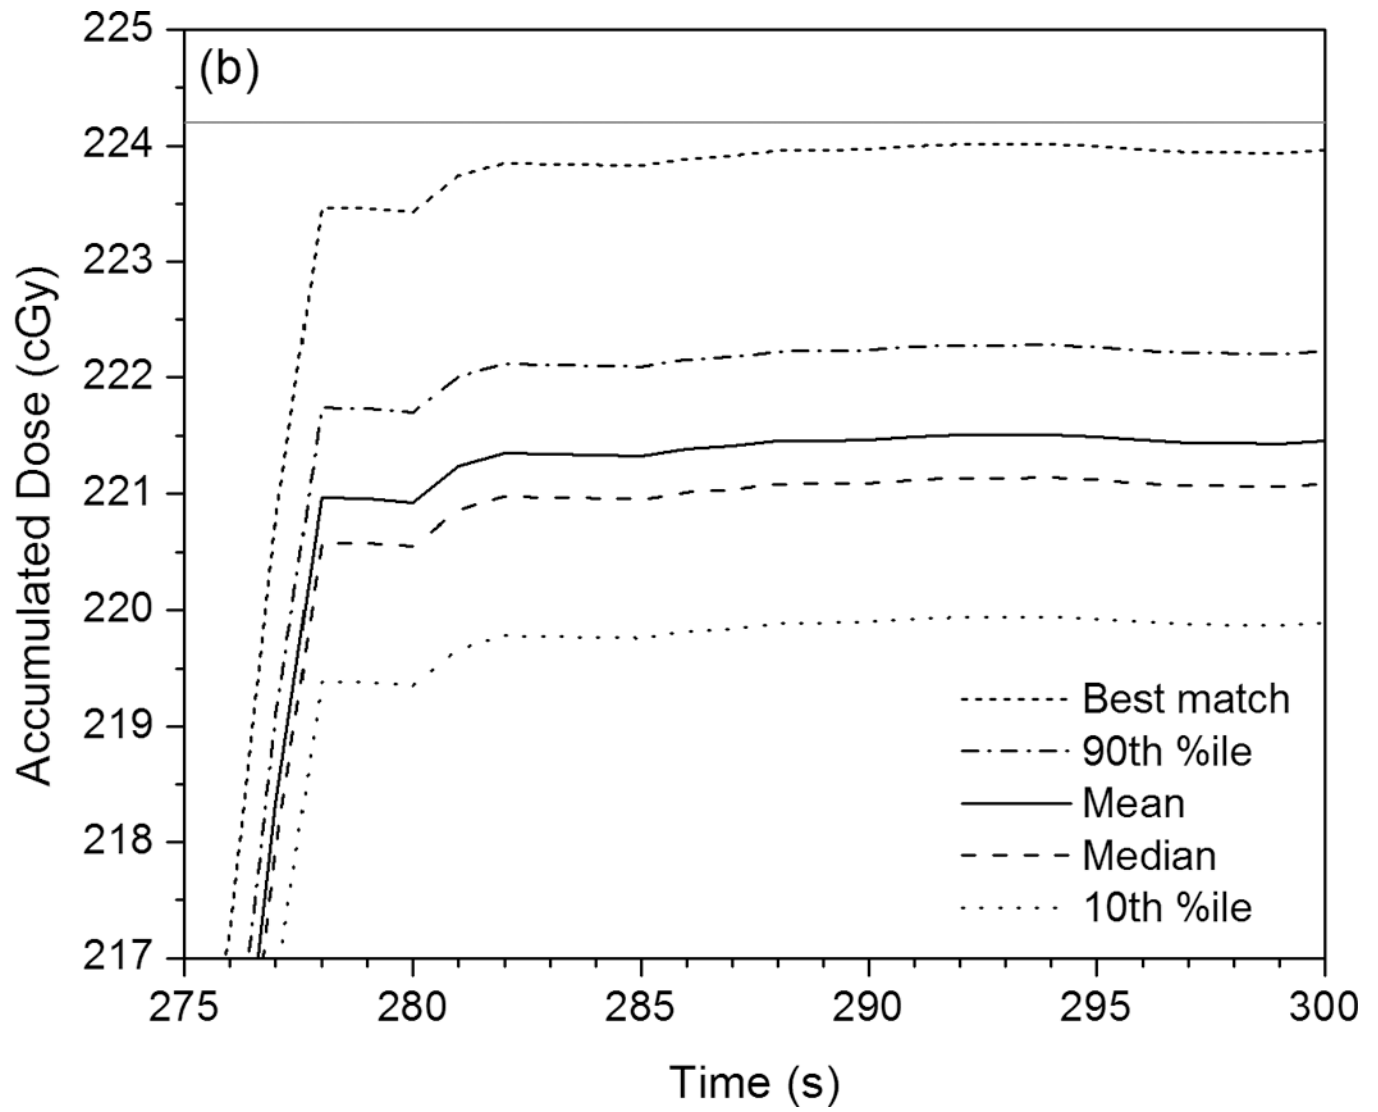 225
(b)
224
223
222
221
220
219
218
217
Accumulated Dose (cGy)
Best match
90th %ile
Mean
Median
10th %ile
275
280
285
290
295
300
Time (s)